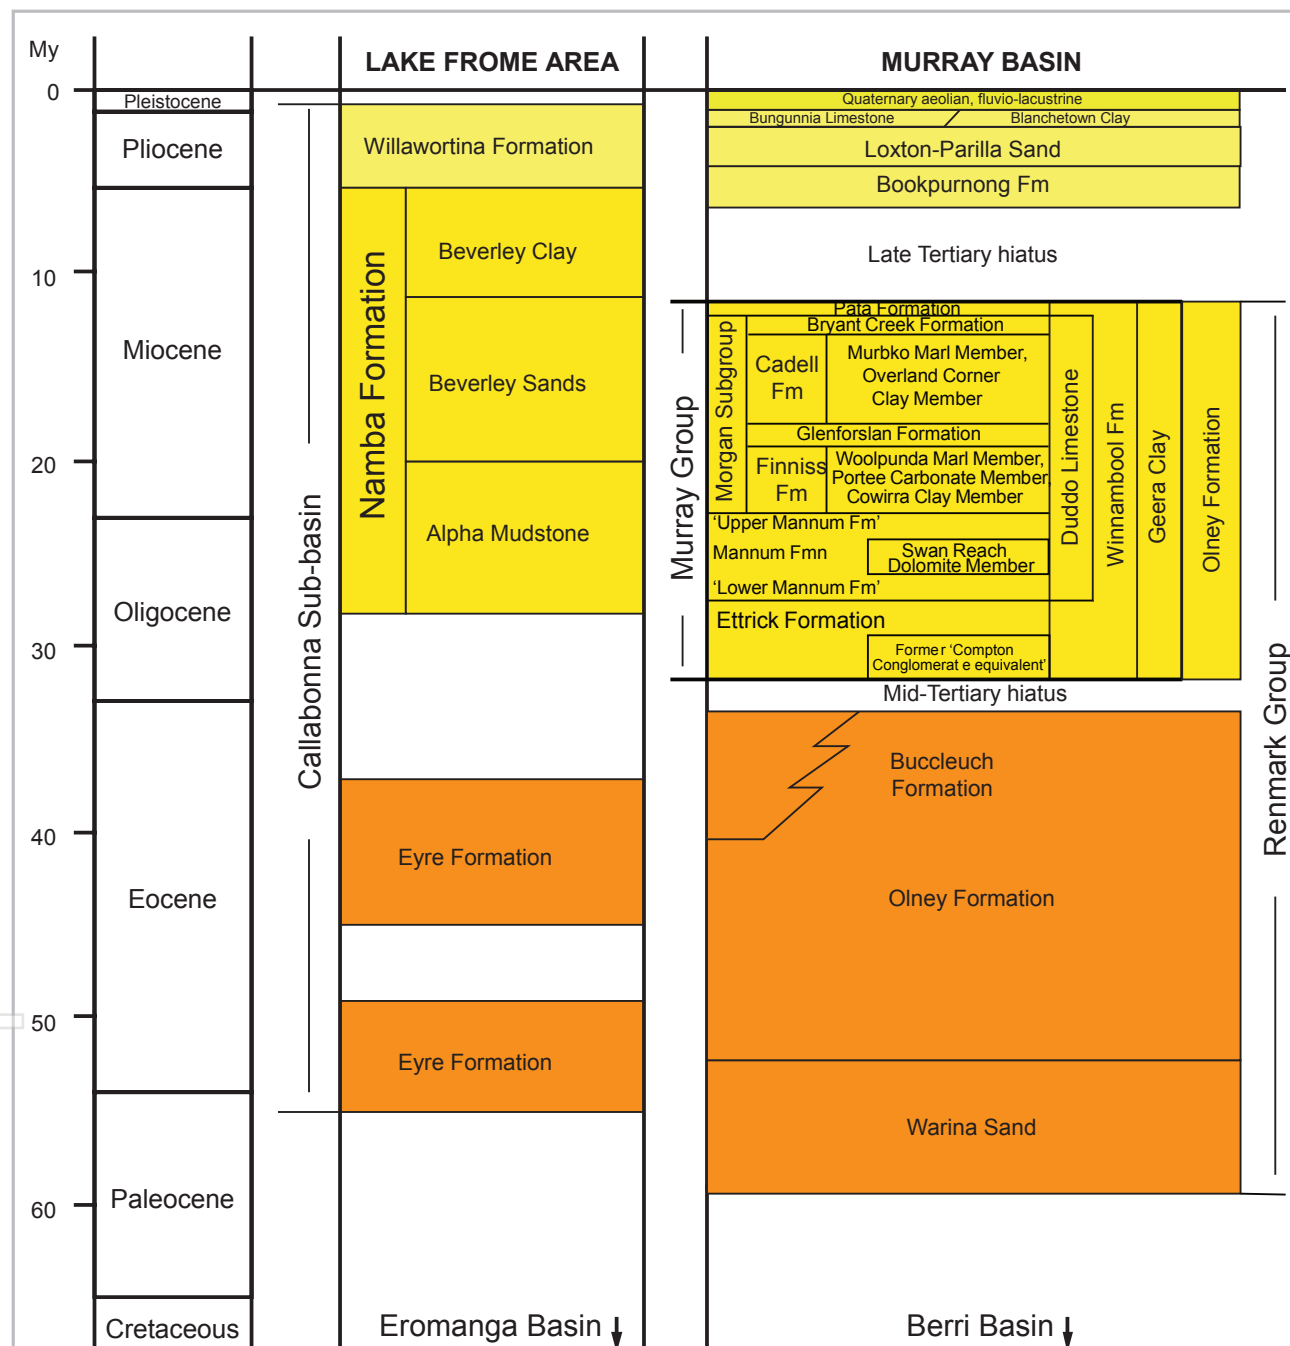 My
LAKE FROME AREA
MURRAY BASIN
0
10
20
30
40
50
60
Pleistocene
Pliocene
Miocene
Oligocene
Eocene
Paleocene
Cretaceous
Callabonna Sub-basin
Willawortina Formation
Namba Formation
Beverley Clay
Beverley Sands
Alpha Mudstone
Eyre Formation
Eyre Formation
Eromanga Basin
Quaternary aeolian, fluvio-lacustrine
Bungunnia Limestone
Blanchetown Clay
Loxton-Parilla Sand
Bookpurnong Fm
Late Tertiary hiatus
Murray Group
Pata Formation
Morgan Subgroup
Bryant Creek Formation
Cadell
Fm
Murbko Marl Member,
Overland Corner
Clay Member
Glenforslan Formation
Finniss
Fm
Woolpunda Marl Member,
Portee Carbonate Member,
Cowirra Clay Member
'Upper Mannum Fm'
Mannum Fmn
Swan Reach
Dolomite Member
'Lower Mannum Fm'
Ettrick Formation
Former 'Compton
Conglomerat e equivalent'
Duddo Limestone
Winnambool Fm
Geera Clay
Olney Formation
Mid-Tertiary hiatus
Renmark Group
Buccleuch
Formation
Olney Formation
Warina Sand
Berri Basin